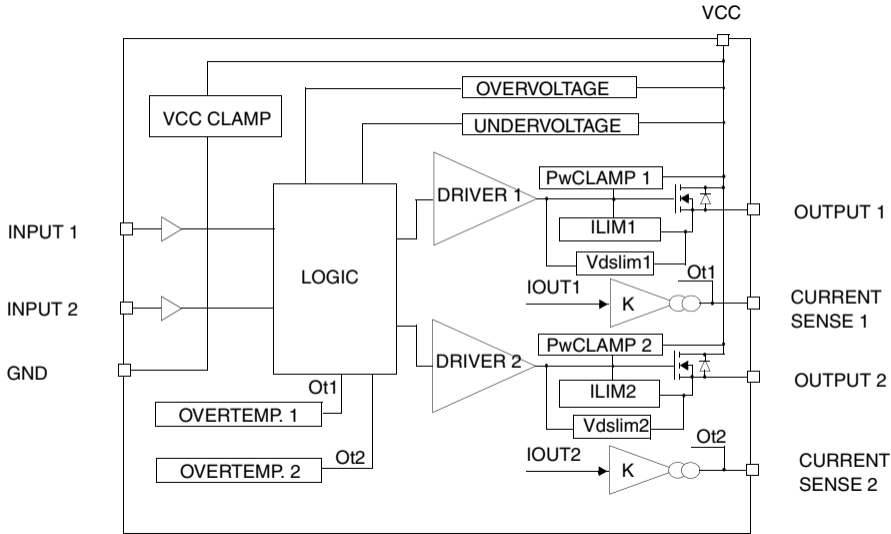 VCC
OVERVOLTAGE
VCC CLAMP
UNDERVOLTAGE
PwCLAMP 1
DRIVER 1
OUTPUT 1
ILIM1
INPUT 1
Vdslim1
LOGIC
Ot1
IOUT1
CURRENT
SENSE 1
K
INPUT 2
PwCLAMP 2
DRIVER 2
GND
OUTPUT 2
Ot1
ILIM2
OVERTEMP. 1
Vdslim2
Ot2
IOUT2
Ot2
CURRENT
SENSE 2
OVERTEMP. 2
K